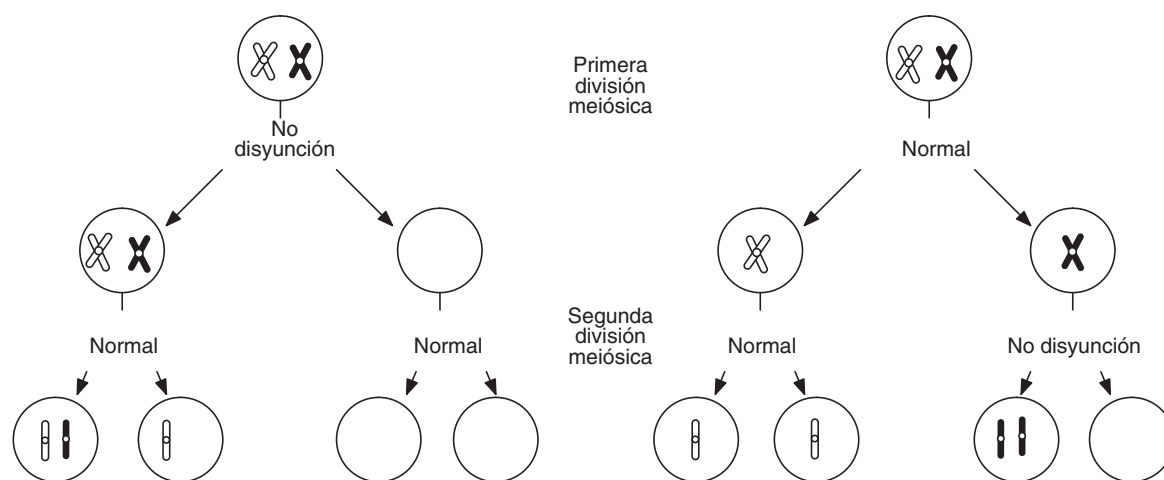 Primera
división
meiósica
No
disyunción
Normal
Segunda
división
meiósica
Normal
Normal
Normal
No disyunción